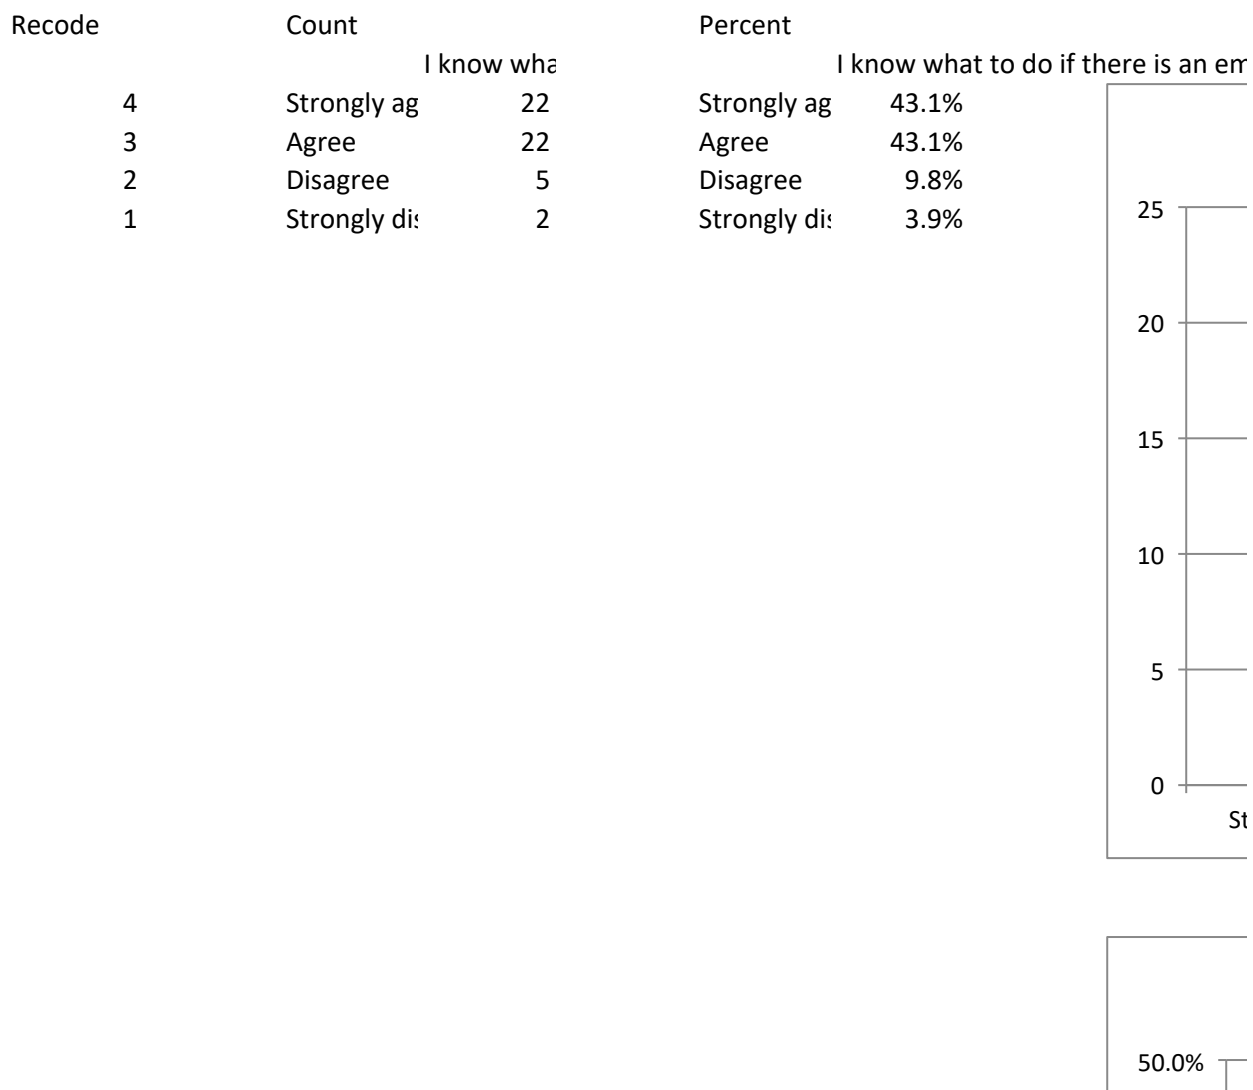 Recode Count Percent
I know wha I know what to do if there is an em
4 Strongly ag 22 Strongly ag 43.1%
3 Agree 22 Agree 43.1%
2 Disagree 5 Disagree 9.8%
1 Strongly dis 2 Strongly dis 3.9%
25
20
15
10
5
0
St
50.0%